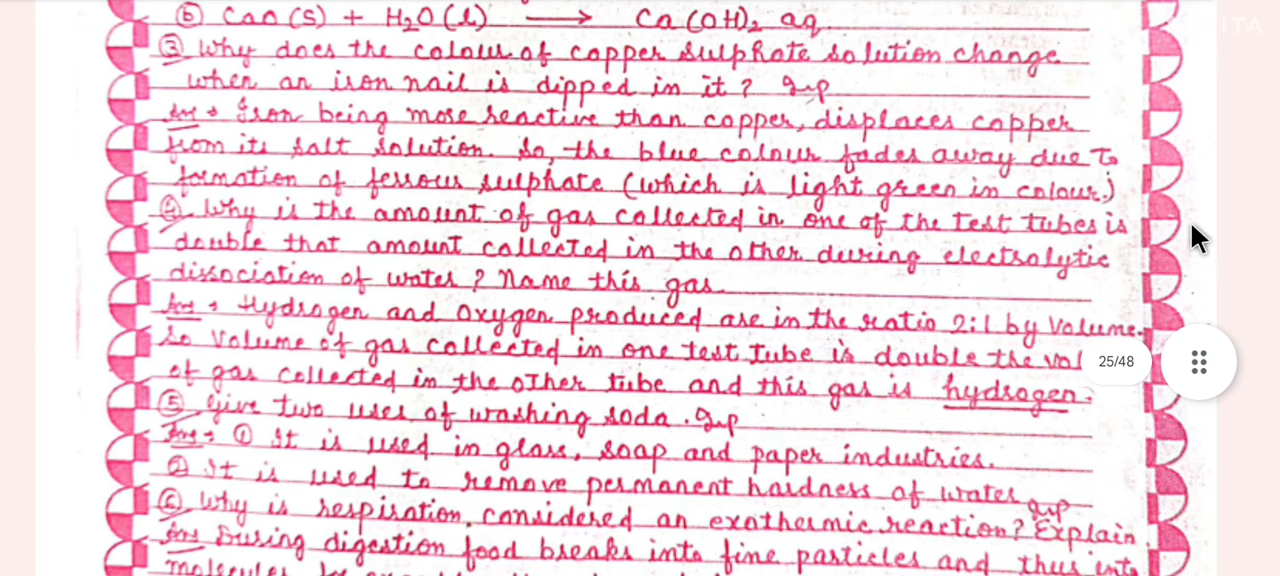 ⑥ CaO (s) + H₂O (l) ⟶ Ca(OH)₂ aq
③ Why does the colour of copper sulphate solution change
when an iron nail is dipped in it? Imp
Ans → Iron being more reactive than copper, displaces copper
from its salt solution. So, the blue colour fades away due to
formation of ferrous sulphate (which is light green in colour.)
④ Why is the amount of gas collected in one of the test tubes is
double that amount collected in the other during electrolytic
dissociation of water? Name this gas
Ans → Hydrogen and Oxygen produced are in the ratio 2:1 by Volume.
So Volume of gas collected in one test tube is double the vol
of gas collected in the other tube and this gas is hydrogen.
⑤ Give two uses of washing soda. Imp
Ans → ① It is used in glass, soap and paper industries.
② It is used to remove permanent hardness of water
⑥ Why is respiration, considered an exothermic reaction? Explain. Imp
Ans During digestion food breaks into fine particles and thus into
molecules
25/48